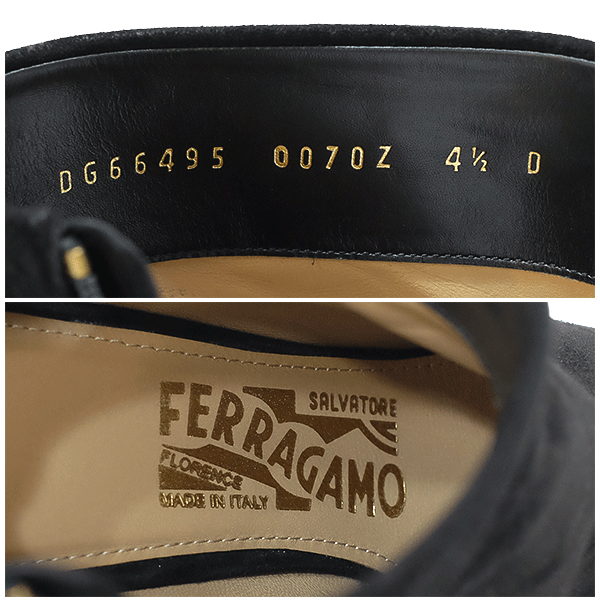 DG66495 0070Z 4½ D
SALVATORE
FERRAGAMO
FLORENCE
MADE IN ITALY